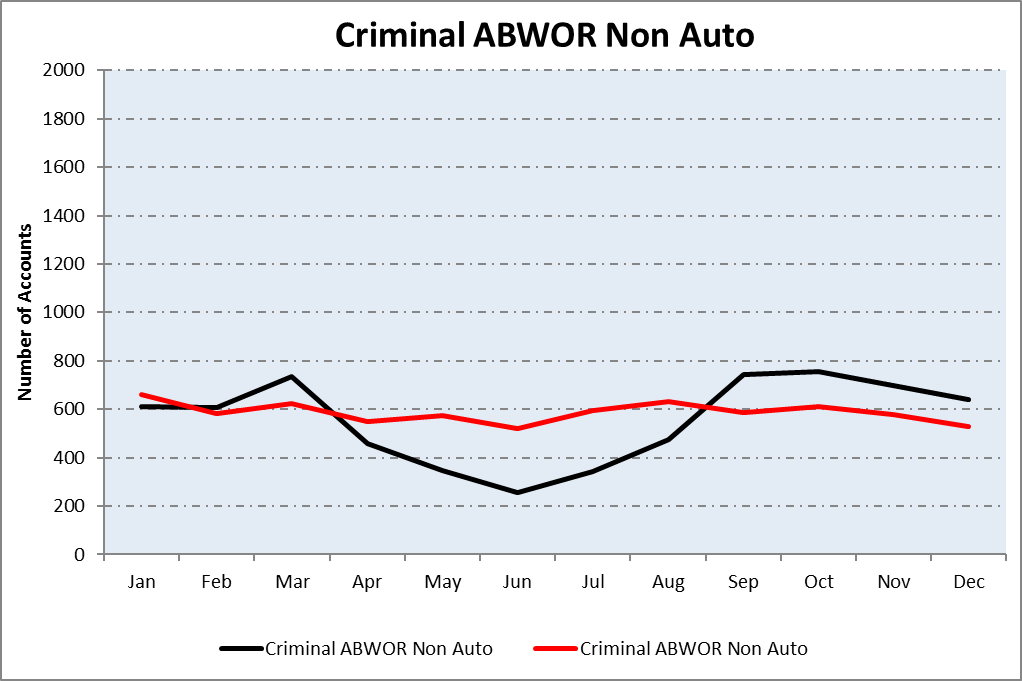 Criminal ABWOR Non Auto
2000
1800
1600
1400
1200
1000
800
600
400
200
0
Number of Accounts
Jan Feb Mar Apr May Jun Jul Aug Sep Oct Nov Dec
Criminal ABWOR Non Auto Criminal ABWOR Non Auto